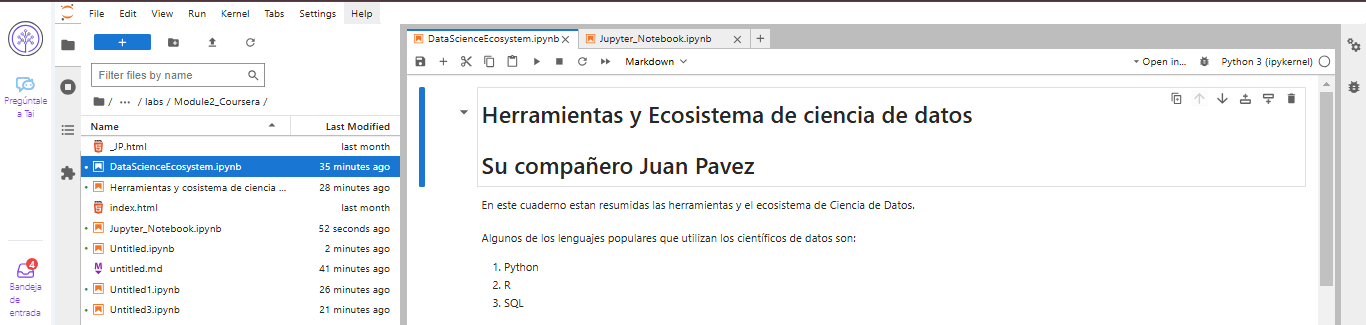 File Edit View Run Kernel Tabs Settings Help
Pregúntale a Tai
4
Bandeja de entrada
+
Filter files by name
/ ... / labs / Module2_Coursera /
Name Last Modified
_JP.html last month
DataScienceEcosystem.ipynb 35 minutes ago
Herramientas y cosistema de ciencia ... 28 minutes ago
index.html last month
Jupyter_Notebook.ipynb 52 seconds ago
Untitled.ipynb 2 minutes ago
untitled.md 41 minutes ago
Untitled1.ipynb 26 minutes ago
Untitled3.ipynb 21 minutes ago
DataScienceEcosystem.ipynb Jupyter_Notebook.ipynb
Markdown Open in... Python 3 (ipykernel)
Herramientas y Ecosistema de ciencia de datos
Su compañero Juan Pavez
En este cuaderno estan resumidas las herramientas y el ecosistema de Ciencia de Datos.
Algunos de los lenguajes populares que utilizan los científicos de datos son:
1. Python
2. R
3. SQL